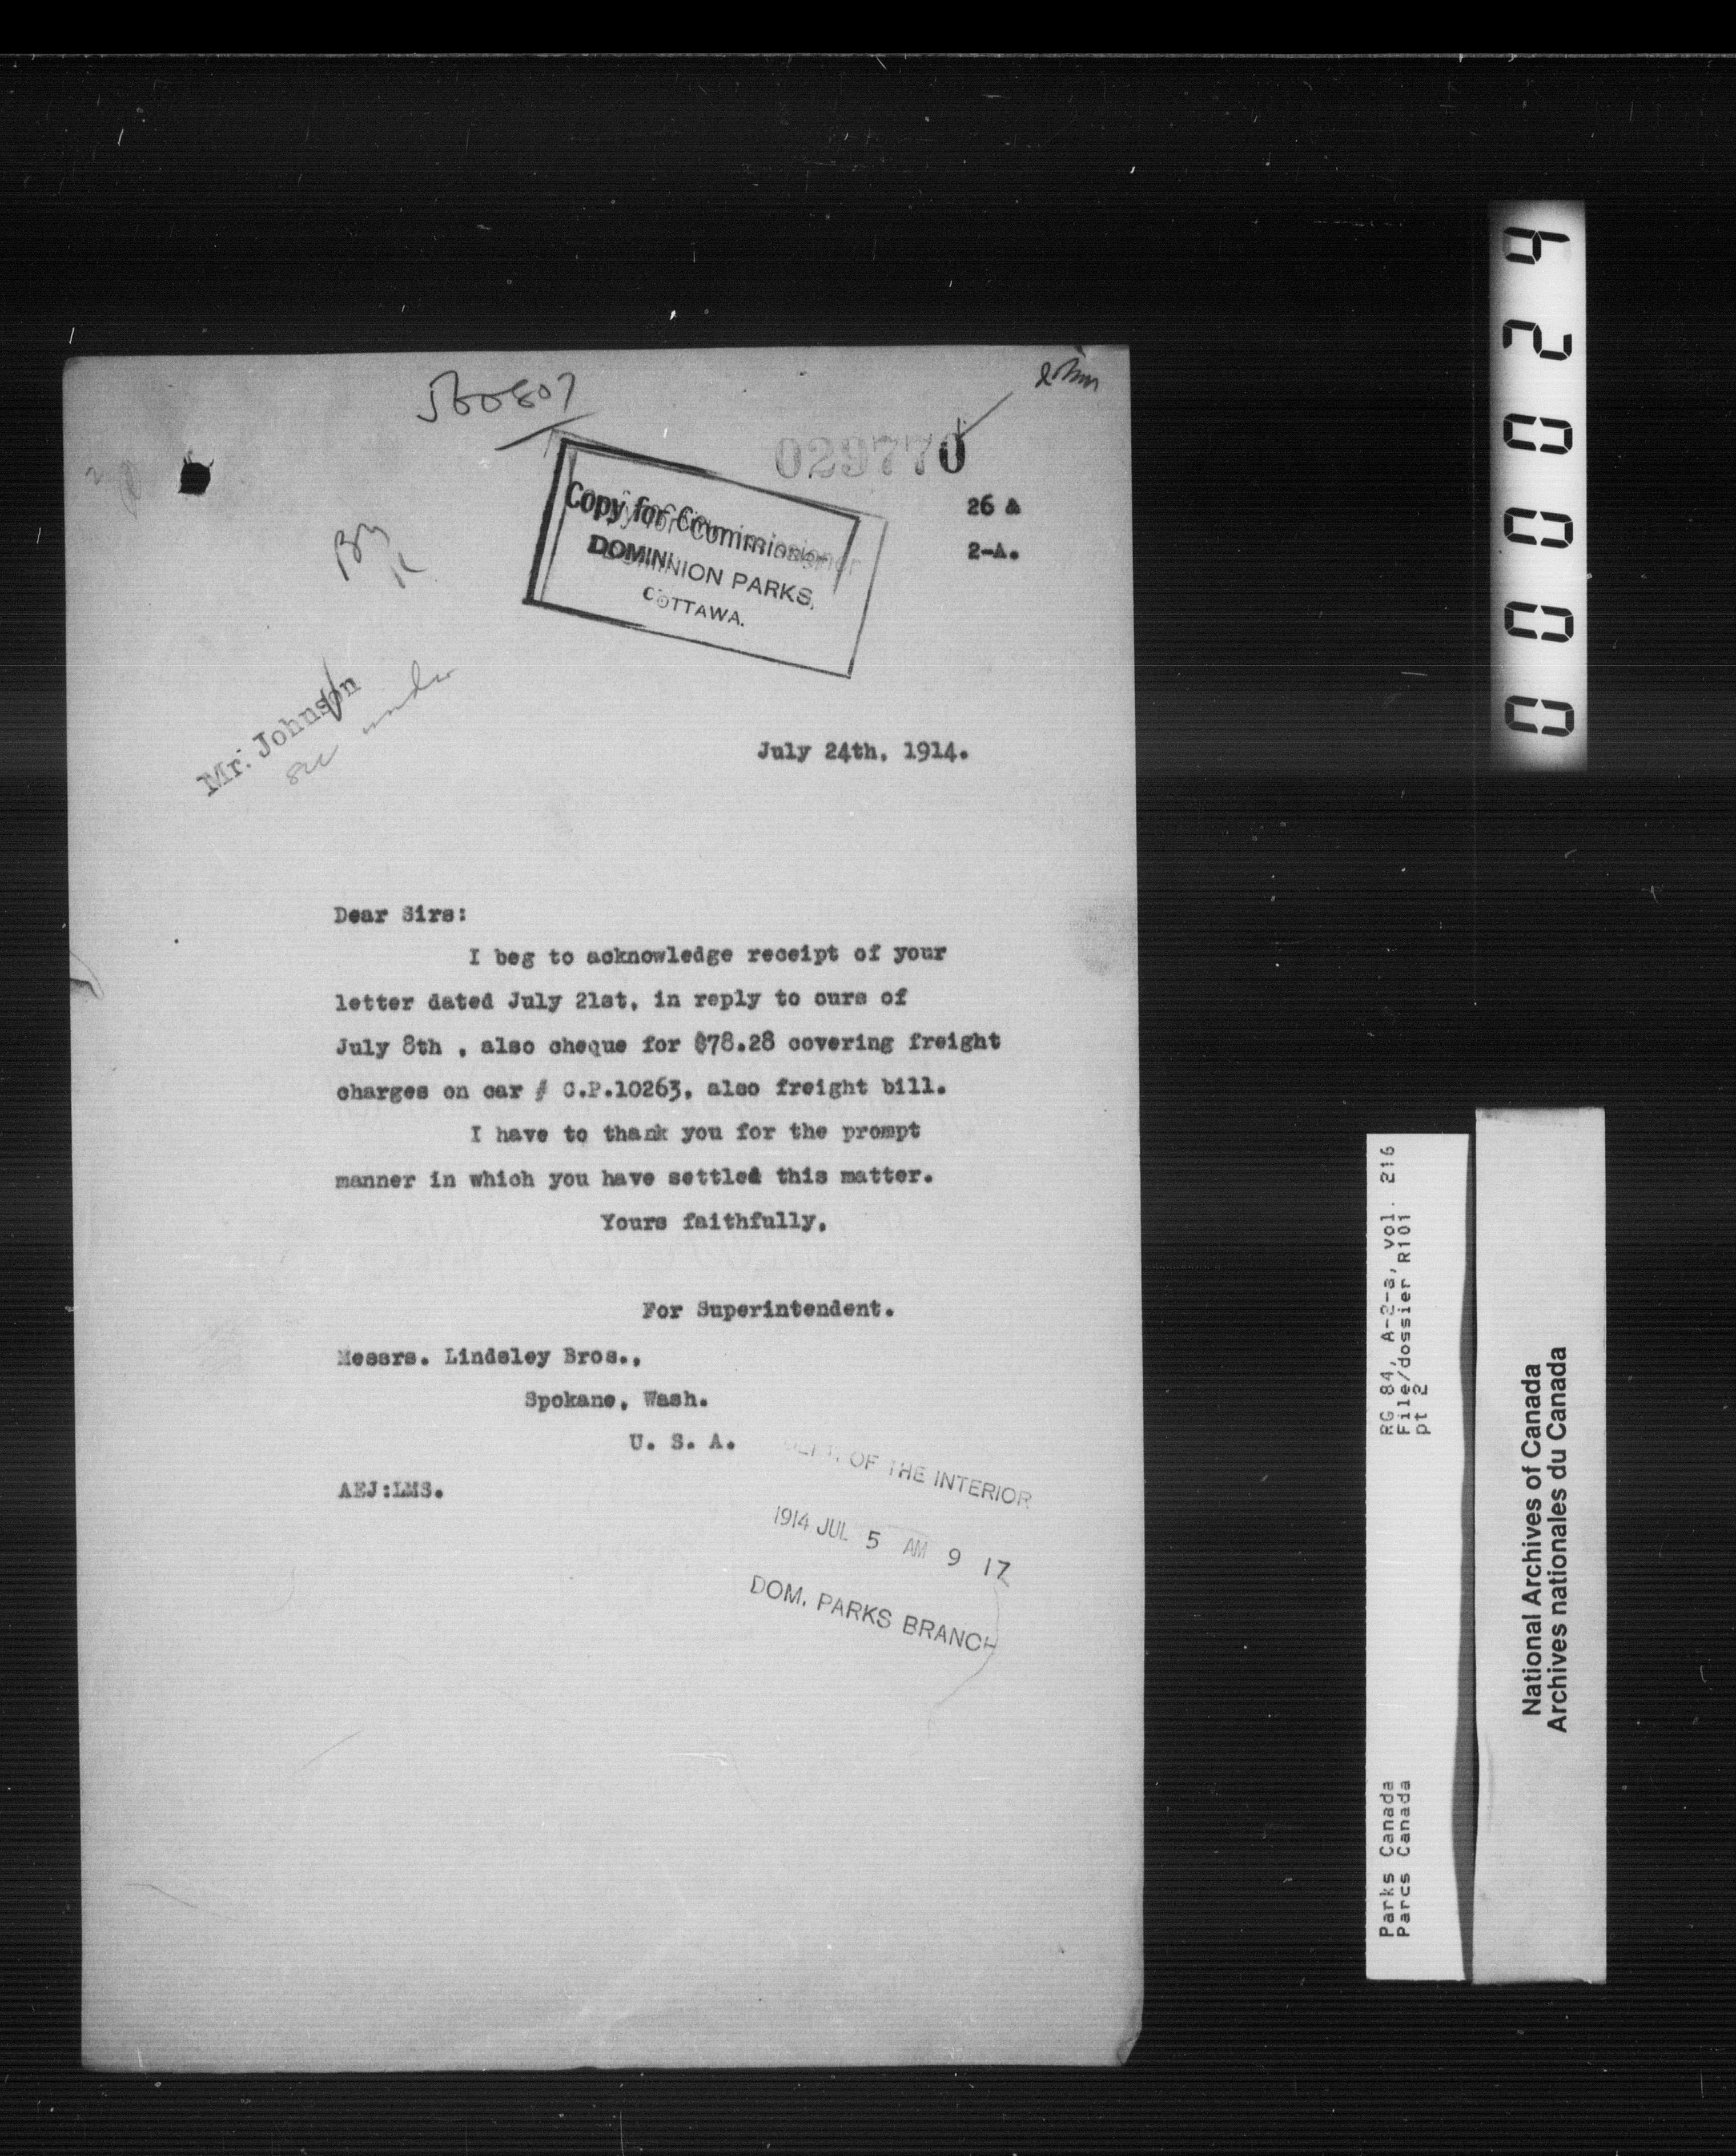 029770
26 &
2-A.
Copy for Commissioner
DOMINION PARKS,
OTTAWA.
Mr. Johnson
July 24th, 1914.
Dear Sirs:
I beg to acknowledge receipt of your
letter dated July 21st, in reply to ours of
July 8th , also cheque for $78.28 covering freight
charges on car # C.P.10263, also freight bill.
I have to thank you for the prompt
manner in which you have settled this matter.
Yours faithfully,
For Superintendent.
Messrs. Lindsley Bros.,
Spokane, Wash.
U. S. A.
AEJ:LMS.
DEPT. OF THE INTERIOR
1914 JUL 5 AM 9 17
DOM. PARKS BRANCH
000024
RG 84, A-2-a, vol. 216
File/dossier R101
pt 2
Parks Canada
Parcs Canada
National Archives of Canada
Archives nationales du Canada